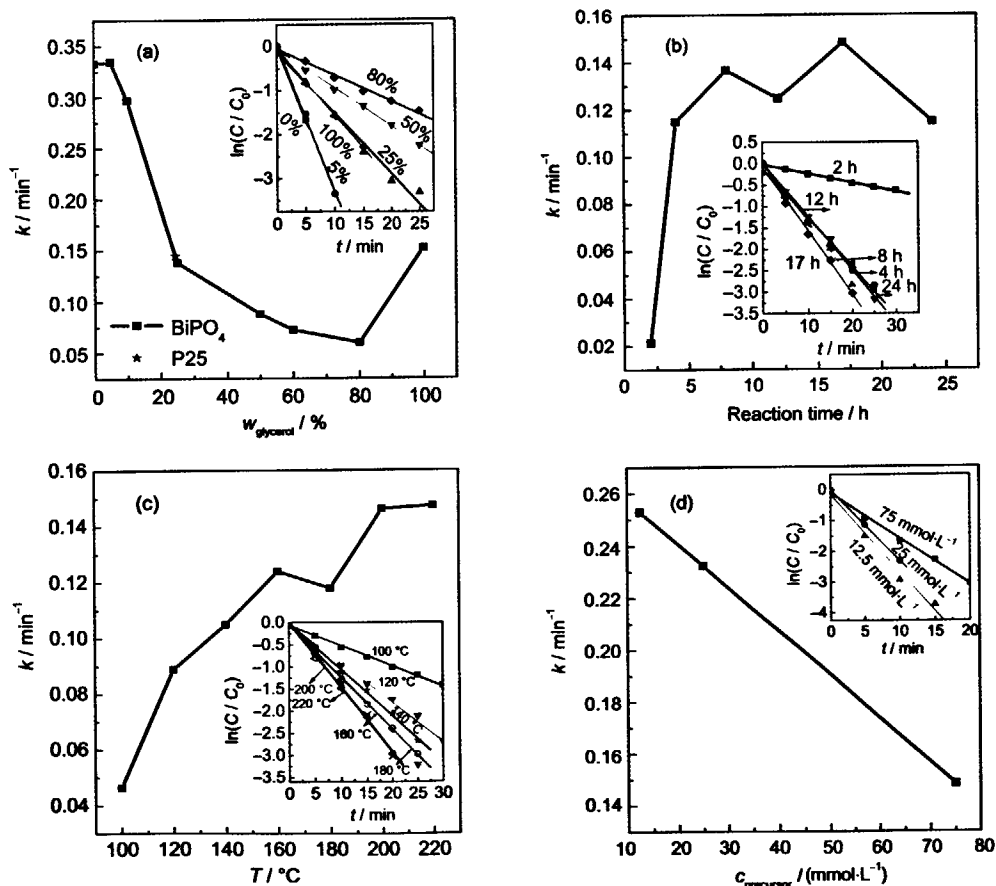 (a)
k / min⁻¹
0.35
0.30
0.25
0.20
0.15
0.10
0.05
0 20 40 60 80 100
w_glycerol / %
BiPO₄
P25
ln(C / C₀)
0
−1
−2
−3
0 5 10 15 20 25
t / min
80%
50%
25%
100%
0%
5%
(b)
k / min⁻¹
0.16
0.14
0.12
0.10
0.08
0.06
0.04
0.02
0 5 10 15 20 25
Reaction time / h
ln(C / C₀)
0.5
0.0
−0.5
−1.0
−1.5
−2.0
−2.5
−3.0
−3.5
0 10 20 30
t / min
2 h
12 h
17 h
8 h
4 h
24 h
(c)
k / min⁻¹
0.16
0.14
0.12
0.10
0.08
0.06
0.04
100 120 140 160 180 200 220
T / °C
ln(C / C₀)
0.0
−0.5
−1.0
−1.5
−2.0
−2.5
−3.0
−3.5
0 5 10 15 20 25 30
t / min
100 °C
120 °C
200 °C
220 °C
140 °C
160 °C
180 °C
(d)
k / min⁻¹
0.26
0.24
0.22
0.20
0.18
0.16
0.14
10 20 30 40 50 60 70 80
c_precursor / (mmol·L⁻¹)
ln(C / C₀)
0
−1
−2
−3
−4
0 5 10 15 20
t / min
75 mmol·L⁻¹
25 mmol·L⁻¹
12.5 mmol·L⁻¹